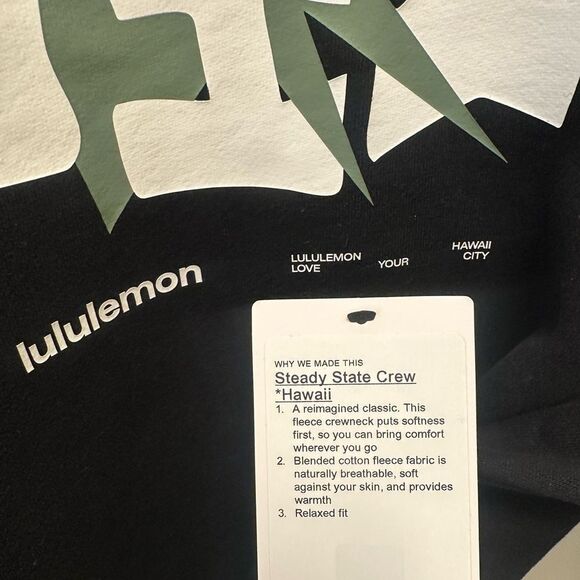 lululemon
LULULEMON
LOVE
YOUR
HAWAII
CITY
WHY WE MADE THIS
Steady State Crew
*Hawaii
1. A reimagined classic. This
fleece crewneck puts softness
first, so you can bring comfort
wherever you go
2. Blended cotton fleece fabric is
naturally breathable, soft
against your skin, and provides
warmth
3. Relaxed fit